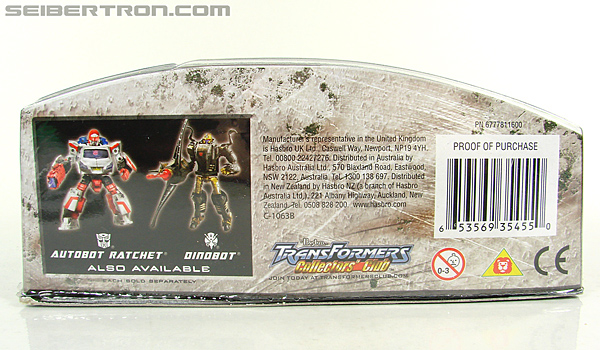 SEIBERTRON.COM
PN 6777811600
Manufacture's representative in the United Kingdom
is Hasbro UK Ltd., Caswell Way, Newport, NP19 4YH.
Tel. 00800 22427276. Distributed in Australia by
Hasbro Australia Ltd., 570 Blaxland Road, Eastwood
NSW 2122, Australia. Tel. 1300 138 697. Distributed
in New Zealand by Hasbro NZ (a branch of Hasbro
Australia Ltd.), 221 Albany Highway, Auckland, New
Zealand. Tel. 0508 828 200. www.hasbro.com
C-1063B
PROOF OF PURCHASE
6 53569 35455 0
AUTOBOT RATCHET
DINOBOT
ALSO AVAILABLE
EACH SOLD SEPARATELY
Hasbro
TRANSFORMERS
Collectors' Club
JOIN TODAY AT TRANSFORMERSCLUB.COM
0-3
CE